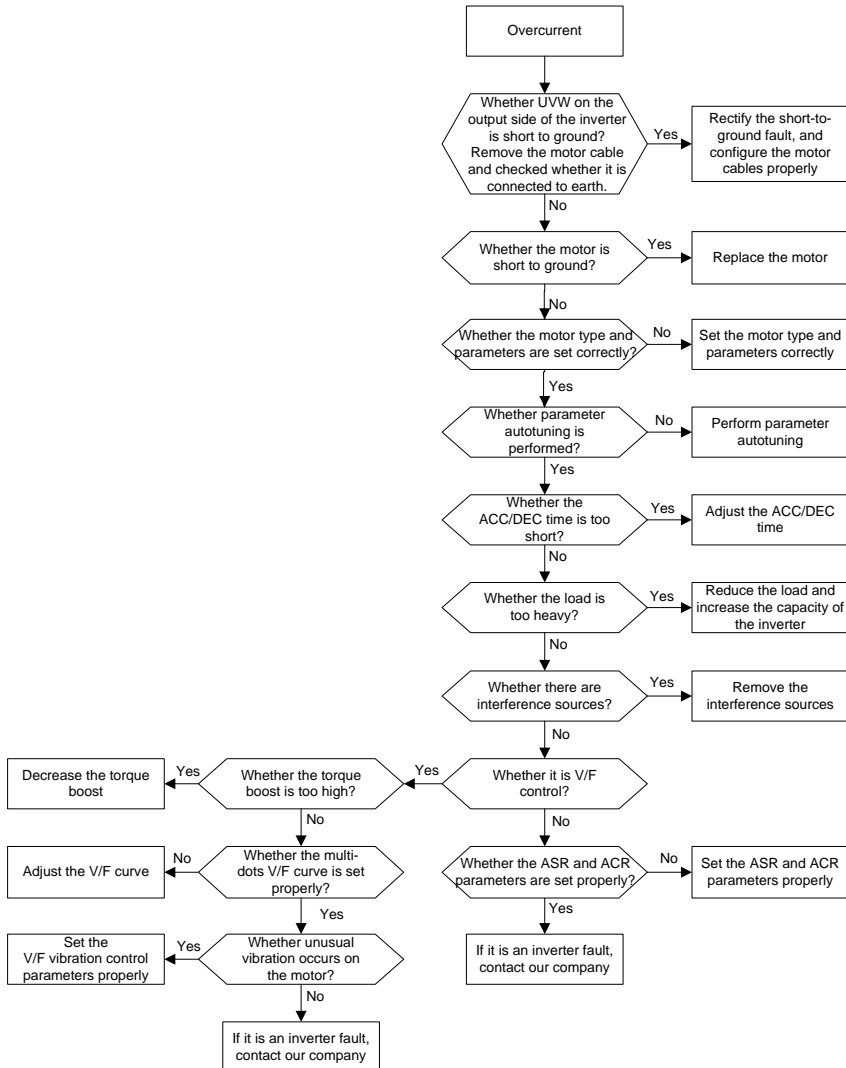 Overcurrent
Whether UVW on the
output side of the inverter
is short to ground?
Remove the motor cable
and checked whether it is
connected to earth.
Yes
Rectify the short-to-
ground fault, and
configure the motor
cables properly
No
Whether the motor is
short to ground?
Yes
Replace the motor
No
Whether the motor type and
parameters are set correctly?
No
Set the motor type and
parameters correctly
Yes
Whether parameter
autotuning is
performed?
No
Perform parameter
autotuning
Yes
Whether the
ACC/DEC time is too
short?
Yes
Adjust the ACC/DEC
time
No
Whether the load is
too heavy?
Yes
Reduce the load and
increase the capacity of
the inverter
No
Whether there are
interference sources?
Yes
Remove the
interference sources
No
Whether it is V/F
control?
Yes
Whether the torque
boost is too high?
Yes
Decrease the torque
boost
No
Whether the multi-
dots V/F curve is set
properly?
No
Adjust the V/F curve
Yes
Whether unusual
vibration occurs on
the motor?
Yes
Set the
V/F vibration control
parameters properly
No
If it is an inverter fault,
contact our company
No
Whether the ASR and ACR
parameters are set properly?
No
Set the ASR and ACR
parameters properly
Yes
If it is an inverter fault,
contact our company